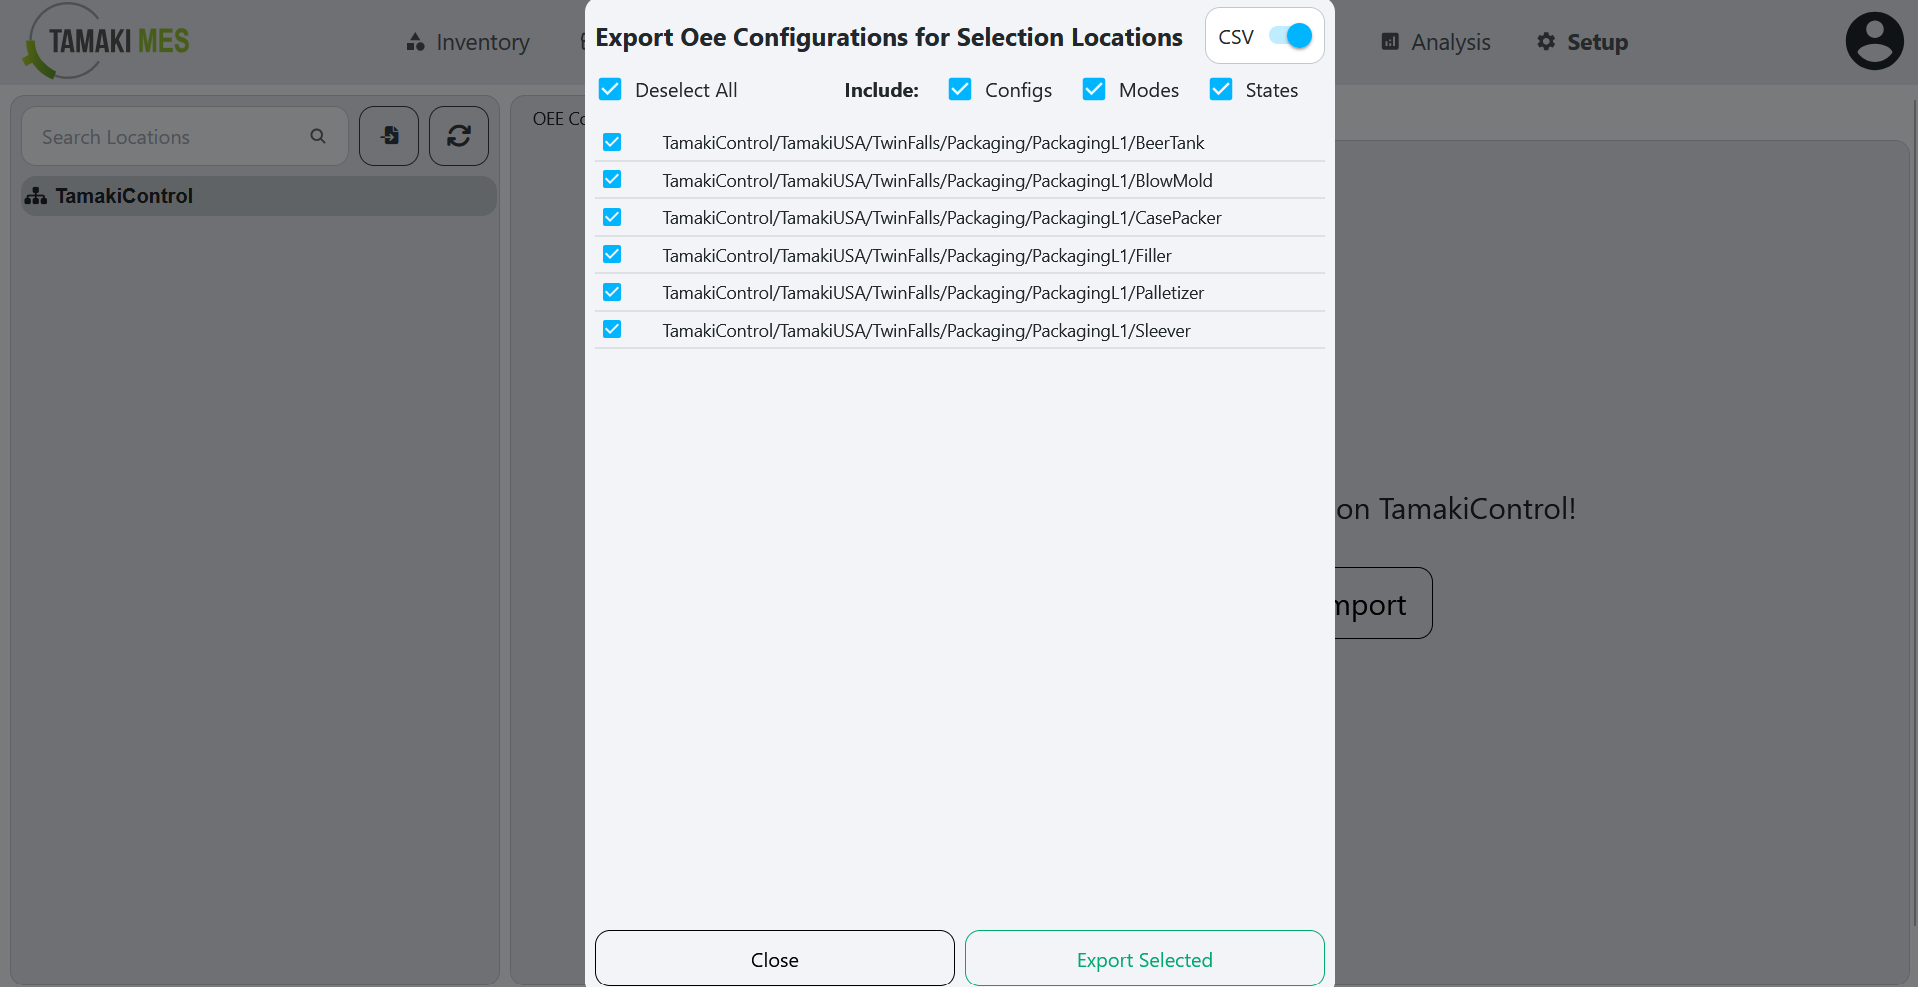 TAMAKI MES
Inventory
Analysis
Setup
Export Oee Configurations for Selection Locations
CSV
Deselect All
Include:
Configs
Modes
States
Search Locations
TamakiControl
OEE
TamakiControl/TamakiUSA/TwinFalls/Packaging/PackagingL1/BeerTank
TamakiControl/TamakiUSA/TwinFalls/Packaging/PackagingL1/BlowMold
TamakiControl/TamakiUSA/TwinFalls/Packaging/PackagingL1/CasePacker
TamakiControl/TamakiUSA/TwinFalls/Packaging/PackagingL1/Filler
TamakiControl/TamakiUSA/TwinFalls/Packaging/PackagingL1/Palletizer
TamakiControl/TamakiUSA/TwinFalls/Packaging/PackagingL1/Sleever
on TamakiControl!
mport
Close
Export Selected